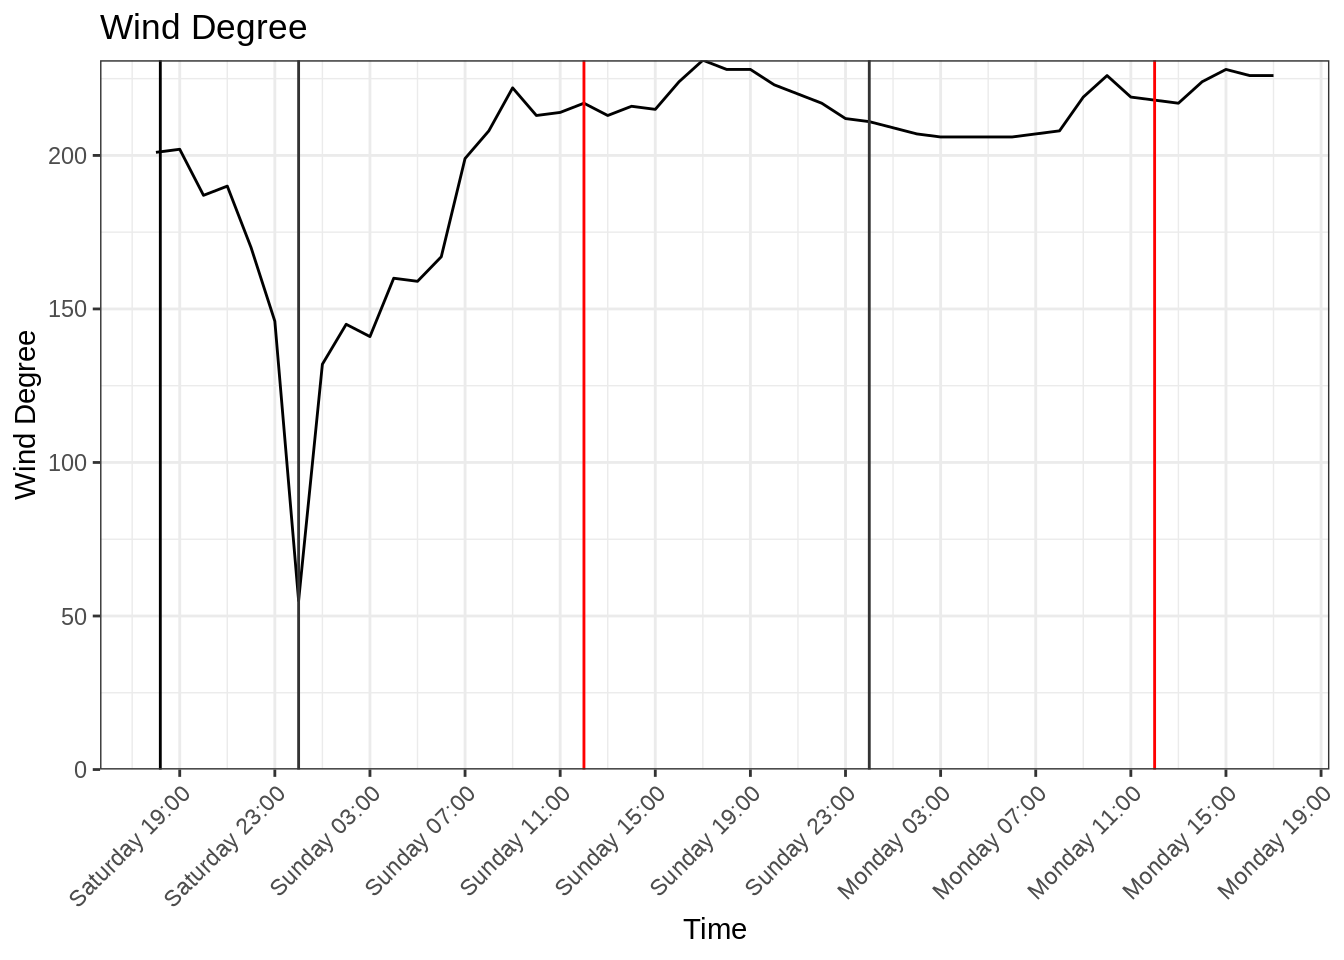 Wind Degree
Wind Degree
200
150
100
50
0
Saturday 19:00
Saturday 23:00
Sunday 03:00
Sunday 07:00
Sunday 11:00
Sunday 15:00
Sunday 19:00
Sunday 23:00
Monday 03:00
Monday 07:00
Monday 11:00
Monday 15:00
Monday 19:00
Time